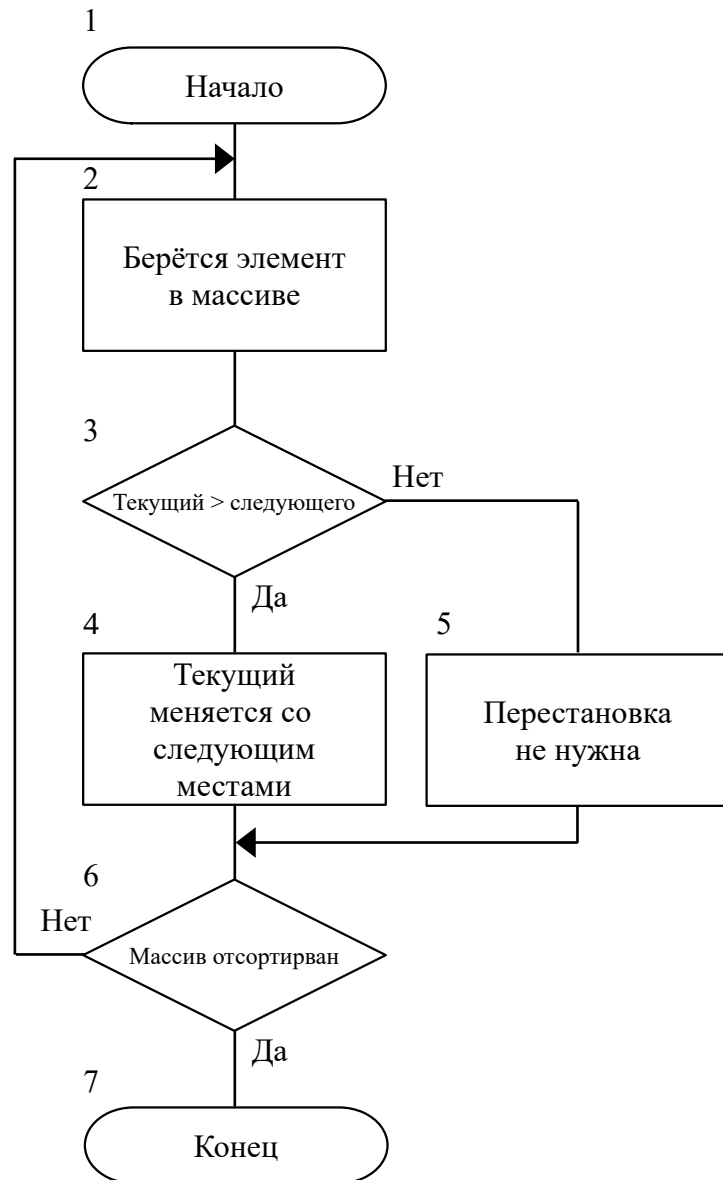 1
Начало
2
Берётся элемент
в массиве
3
Текущий > следующего
Нет
Да
4
Текущий
меняется со
следующим
местами
5
Перестановка
не нужна
6
Нет
Массив отсортирван
Да
7
Конец